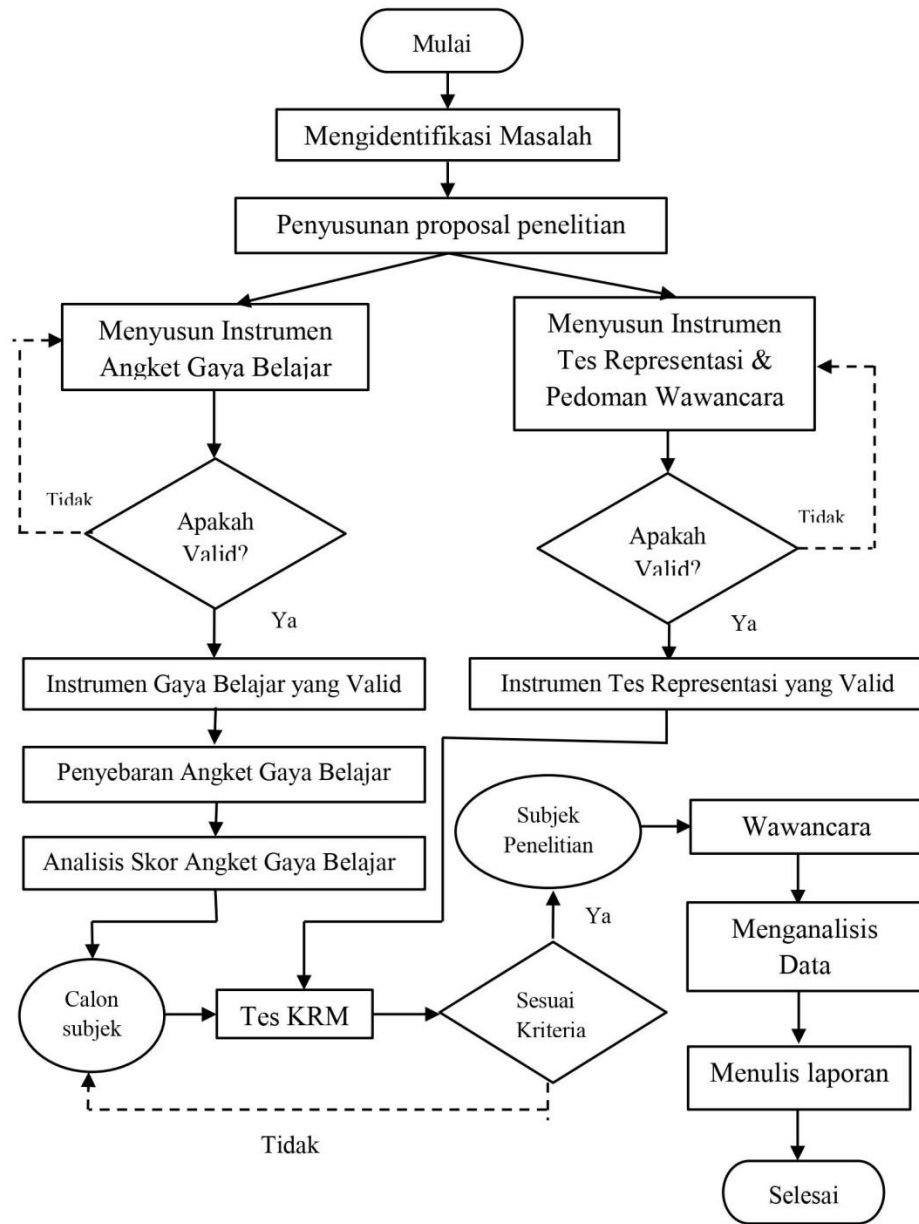 Mulai
Mengidentifikasi Masalah
Penyusunan proposal penelitian
Menyusun Instrumen
Angket Gaya Belajar
Menyusun Instrumen
Tes Representasi &
Pedoman Wawancara
Tidak
Apakah
Valid?
Tidak
Apakah
Valid?
Ya
Ya
Instrumen Gaya Belajar yang Valid
Instrumen Tes Representasi yang Valid
Penyebaran Angket Gaya Belajar
Analisis Skor Angket Gaya Belajar
Subjek
Penelitian
Wawancara
Ya
Menganalisis
Data
Calon
subjek
Tes KRM
Sesuai
Kriteria
Menulis laporan
Tidak
Selesai